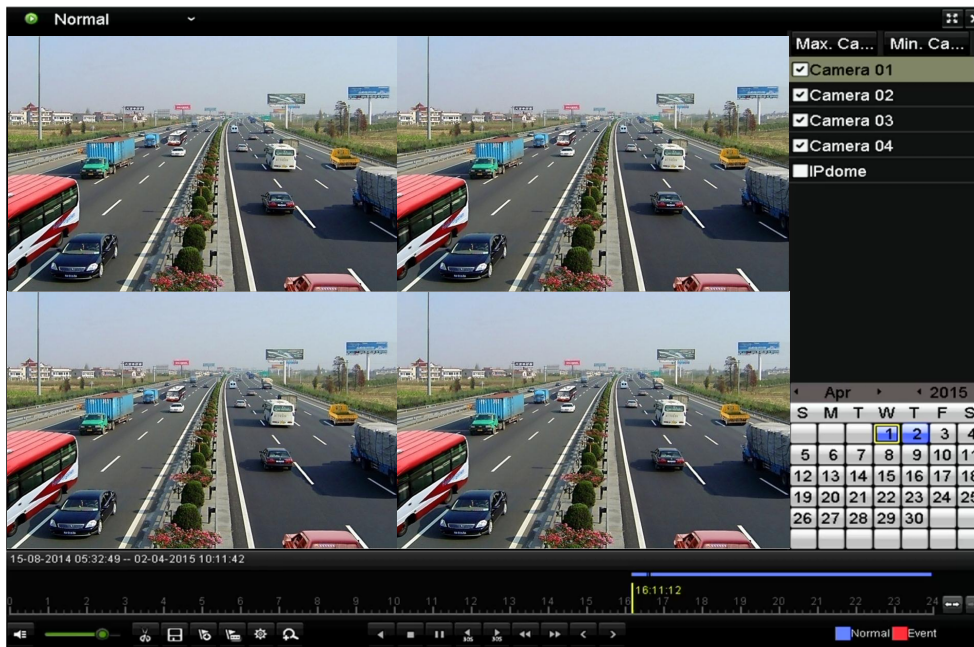 Normal
Max. Ca... Min. Ca...
Camera 01
Camera 02
Camera 03
Camera 04
IPdome
Apr 2015
S M T W T F S
1 2 3 4
5 6 7 8 9 10 11
12 13 14 15 16 17 18
19 20 21 22 23 24 25
26 27 28 29 30
15-08-2014 05:32:49 -- 02-04-2015 10:11:42
16:11:12
0 1 2 3 4 5 6 7 8 9 10 11 12 13 14 15 16 17 18 19 20 21 22 23 24
30S 30S
Normal Event